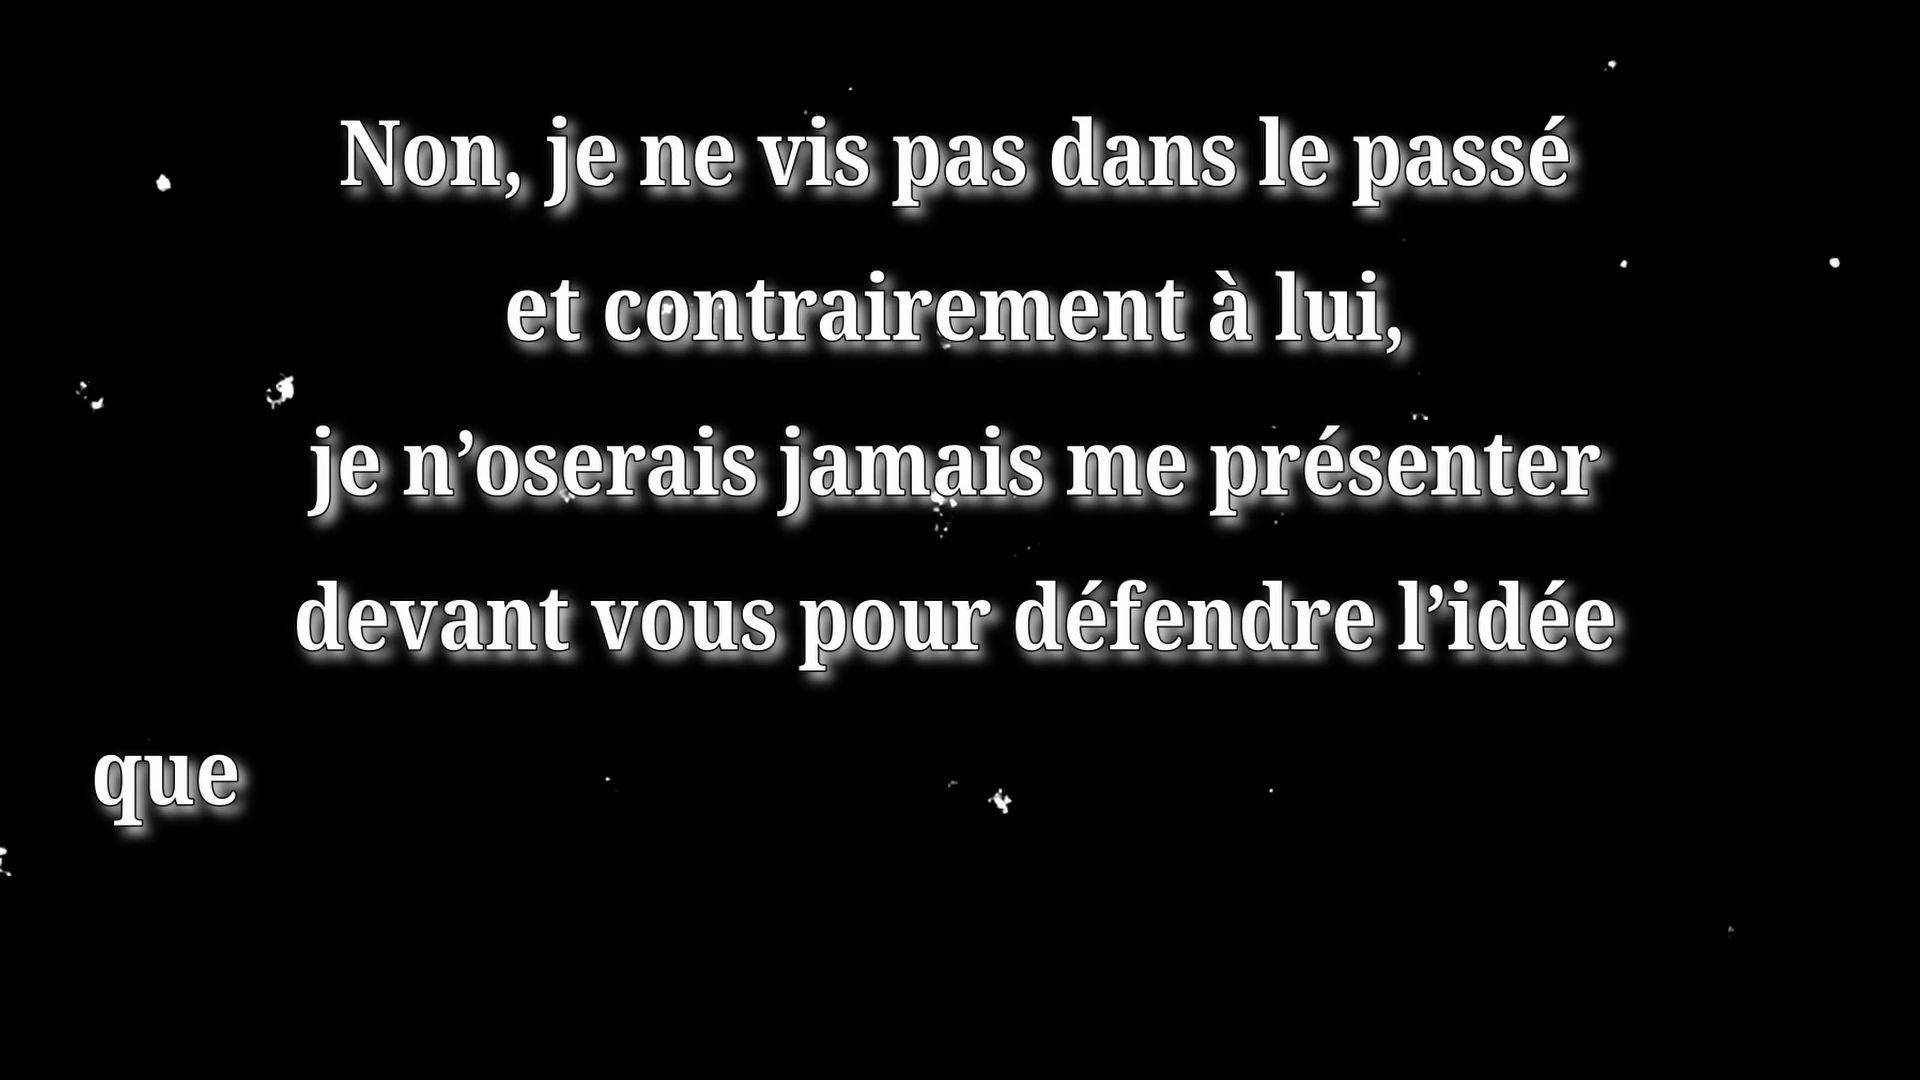 Non, je ne vis pas dans le passé
et contrairement à lui,
je n’oserais jamais me présenter
devant vous pour défendre l’idée
que